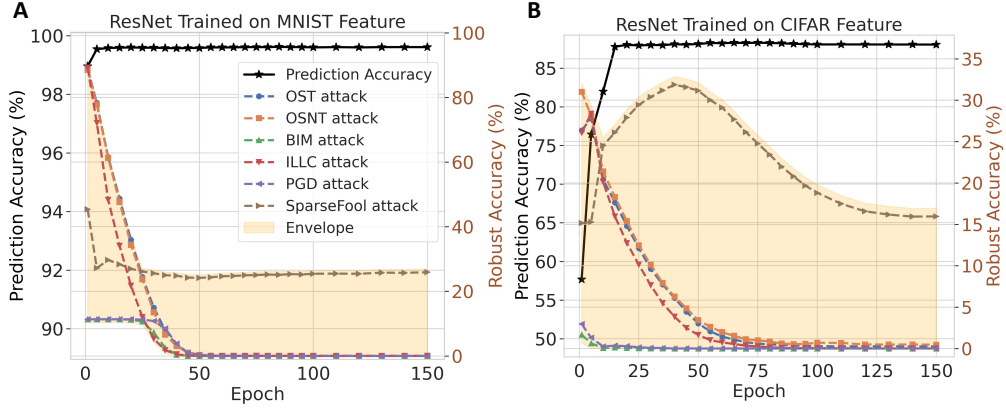 A
ResNet Trained on MNIST Feature
Prediction Accuracy (%)
100
98
96
94
92
90
Prediction Accuracy
OST attack
OSNT attack
BIM attack
ILLC attack
PGD attack
SparseFool attack
Envelope
100
80
60
40
20
0
Robust Accuracy (%)
0 50 100 150
Epoch
B
ResNet Trained on CIFAR Feature
Prediction Accuracy (%)
85
80
75
70
65
60
55
50
35
30
25
20
15
10
5
0
Robust Accuracy (%)
0 25 50 75 100 125 150
Epoch